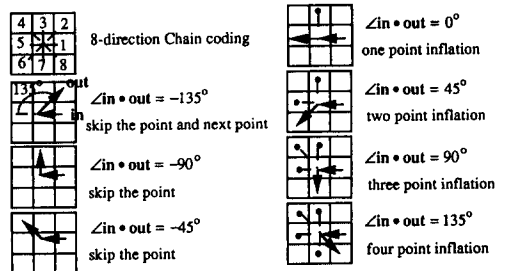 4 3 2
5 1
6 7 8
8-direction Chain coding
135° out
in
∠in • out = −135°
skip the point and next point
∠in • out = −90°
skip the point
∠in • out = −45°
skip the point
∠in • out = 0°
one point inflation
∠in • out = 45°
two point inflation
∠in • out = 90°
three point inflation
∠in • out = 135°
four point inflation